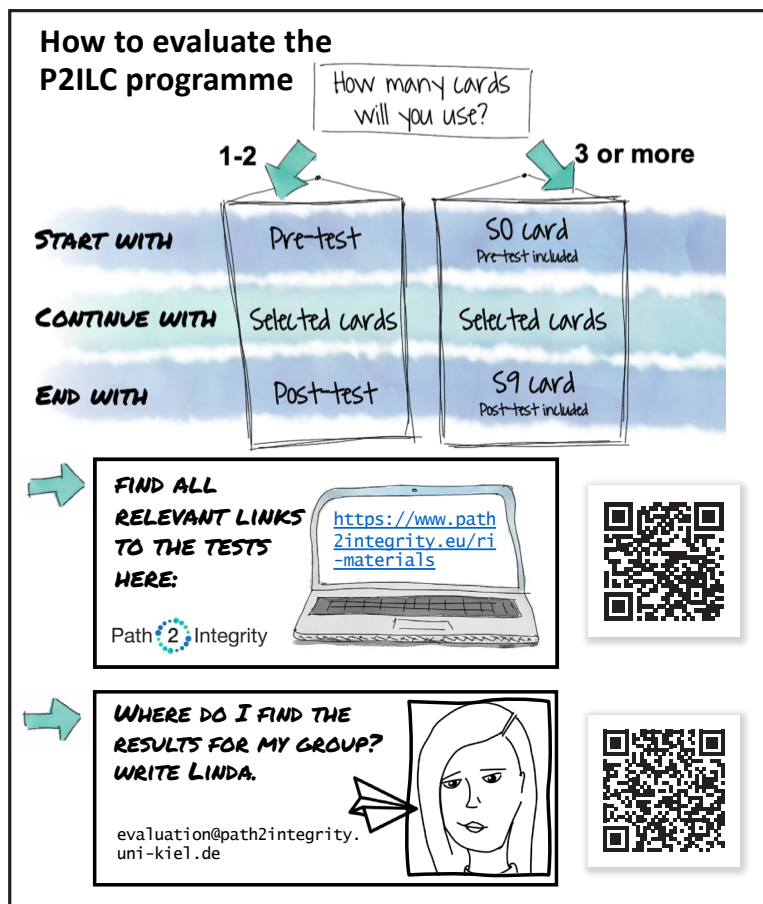 How to evaluate the
P2ILC programme
How many cards
will you use?
1-2
3 or more
START WITH
Pre-test
S0 card
Pre-test included
CONTINUE WITH
Selected cards
Selected cards
END WITH
Post-test
S9 card
Post-test included
FIND ALL
RELEVANT LINKS
TO THE TESTS
HERE:
https://www.path
2integrity.eu/ri
-materials
Path 2 Integrity
WHERE DO I FIND THE
RESULTS FOR MY GROUP?
WRITE LINDA.
evaluation@path2integrity.
uni-kiel.de